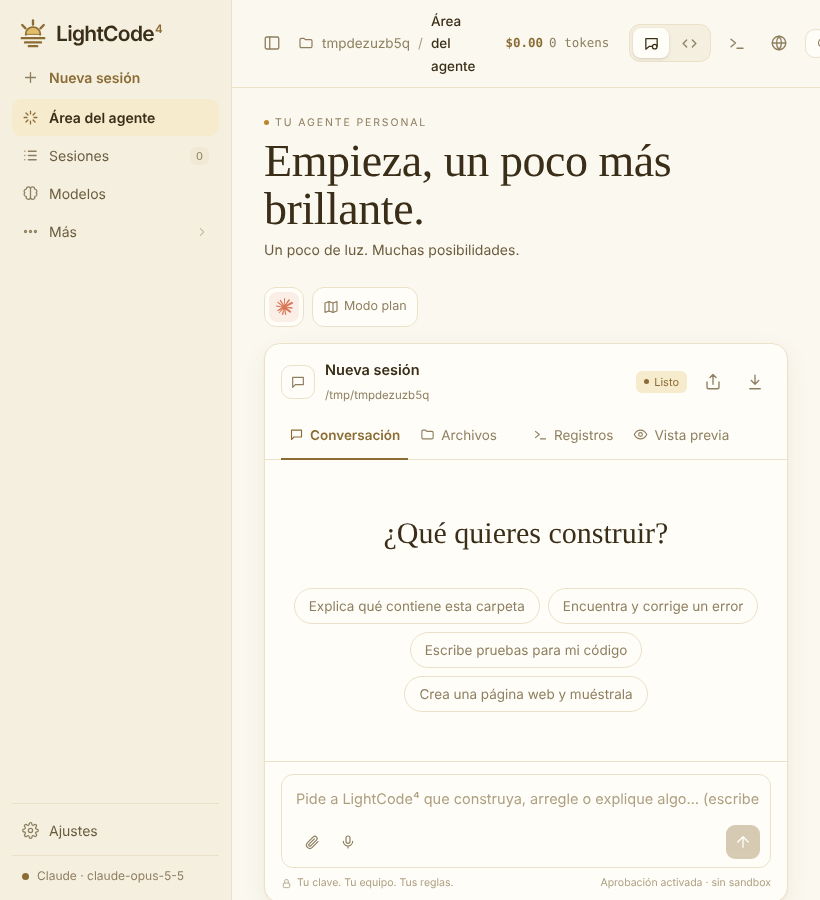 LightCode⁴
Nueva sesión
Área del agente
Sesiones
0
Modelos
Más
Ajustes
Claude · claude-opus-5-5
tmpdezuzb5q / Área del agente
$0.00 0 tokens
TU AGENTE PERSONAL
Empieza, un poco más
brillante.
Un poco de luz. Muchas posibilidades.
Modo plan
Nueva sesión
/tmp/tmpdezuzb5q
Listo
Conversación
Archivos
Registros
Vista previa
¿Qué quieres construir?
Explica qué contiene esta carpeta
Encuentra y corrige un error
Escribe pruebas para mi código
Crea una página web y muéstrala
Pide a LightCode⁴ que construya, arregle o explique algo... (escribe
Tu clave. Tu equipo. Tus reglas.
Aprobación activada · sin sandbox